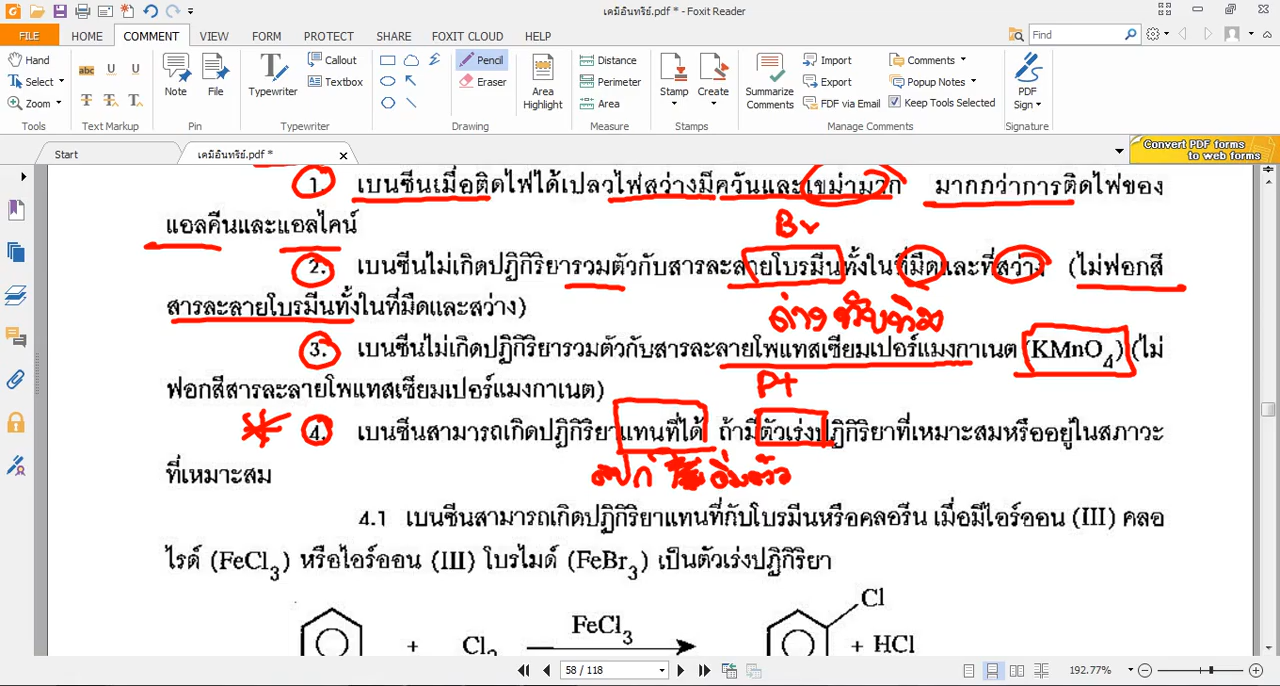 เคมีอินทรีย์.pdf * - Foxit Reader
FILE HOME COMMENT VIEW FORM PROTECT SHARE FOXIT CLOUD HELP Find
Hand Select Zoom Tools
Text Markup
Note File Pin
Typewriter Callout Textbox Typewriter
Pencil Eraser Drawing
Area Highlight Distance Perimeter Area Measure
Stamp Create Stamps
Summarize Comments Import Export FDF via Email Comments Popup Notes Keep Tools Selected Manage Comments
PDF Sign Signature
Start เคมีอินทรีย์.pdf * Convert PDF forms to web forms
1. เบนซีนเมื่อติดไฟได้เปลวไฟสว่างมีควันและเขม่ามาก มากกว่าการติดไฟของ
แอลคีนและแอลไคน์
Br
2. เบนซีนไม่เกิดปฏิกิริยารวมตัวกับสารละลายโบรมีนทั้งในที่มืดและที่สว่าง (ไม่ฟอกสี
สารละลายโบรมีนทั้งในที่มืดและสว่าง)
ด่างทับทิม
3. เบนซีนไม่เกิดปฏิกิริยารวมตัวกับสารละลายโพแทสเซียมเปอร์แมงกาเนต (KMnO4) (ไม่
ฟอกสีสารละลายโพแทสเซียมเปอร์แมงกาเนต)
Pt
4. เบนซีนสามารถเกิดปฏิกิริยาแทนที่ได้ ถ้ามีตัวเร่งปฏิกิริยาที่เหมาะสมหรืออยู่ในสภาวะ
ที่เหมาะสม
อิ่มตัว
4.1 เบนซีนสามารถเกิดปฏิกิริยาแทนที่กับโบรมีนหรือคลอรีน เมื่อมีไอร์ออน (III) คลอ
ไรด์ (FeCl3) หรือไอร์ออน (III) โบรไมด์ (FeBr3) เป็นตัวเร่งปฏิกิริยา
Cl
+ Cl2 FeCl3 + HCl
58 / 118 192.77%